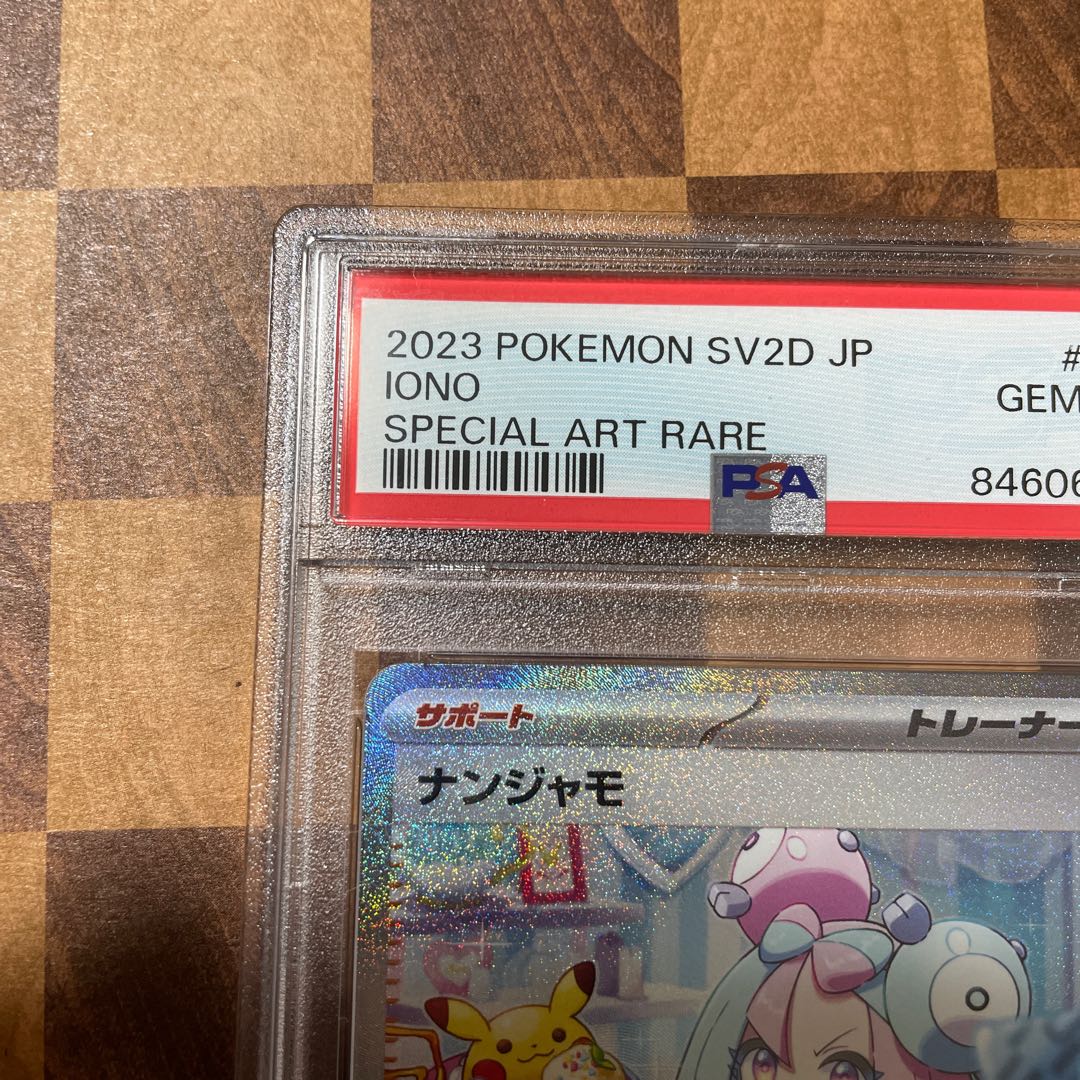 2023 POKEMON SV2D JP #
IONO GEM
SPECIAL ART RARE
PSA 84606
サポート トレーナー
ナンジャモ